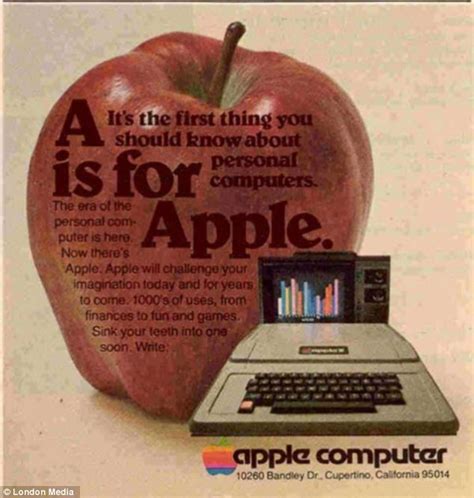 A It's the first thing you
should know about
is for personal
computers.
Apple.
The era of the
personal com-
puter is here.
Now there's
Apple. Apple will challenge your
imagination today and for years
to come. 1000's of uses, from
finances to fun and games.
Sink your teeth into one
soon. Write:
apple computer
10260 Bandley Dr., Cupertino, California 95014
© London Media